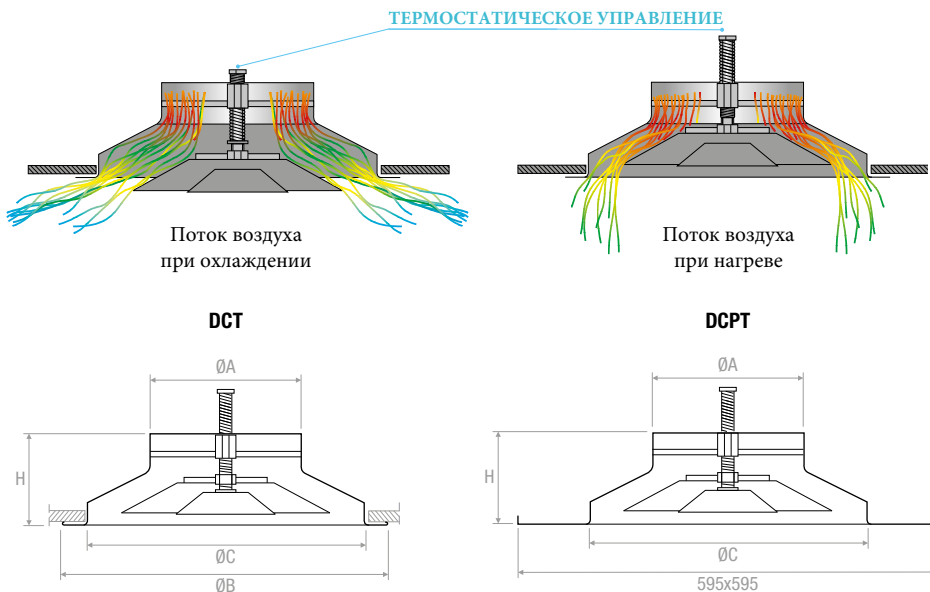 ТЕРМОСТАТИЧЕСКОЕ УПРАВЛЕНИЕ
Поток воздуха
при охлаждении
Поток воздуха
при нагреве
DCT
DCPT
ØA
H
ØC
ØB
ØA
H
ØC
595x595